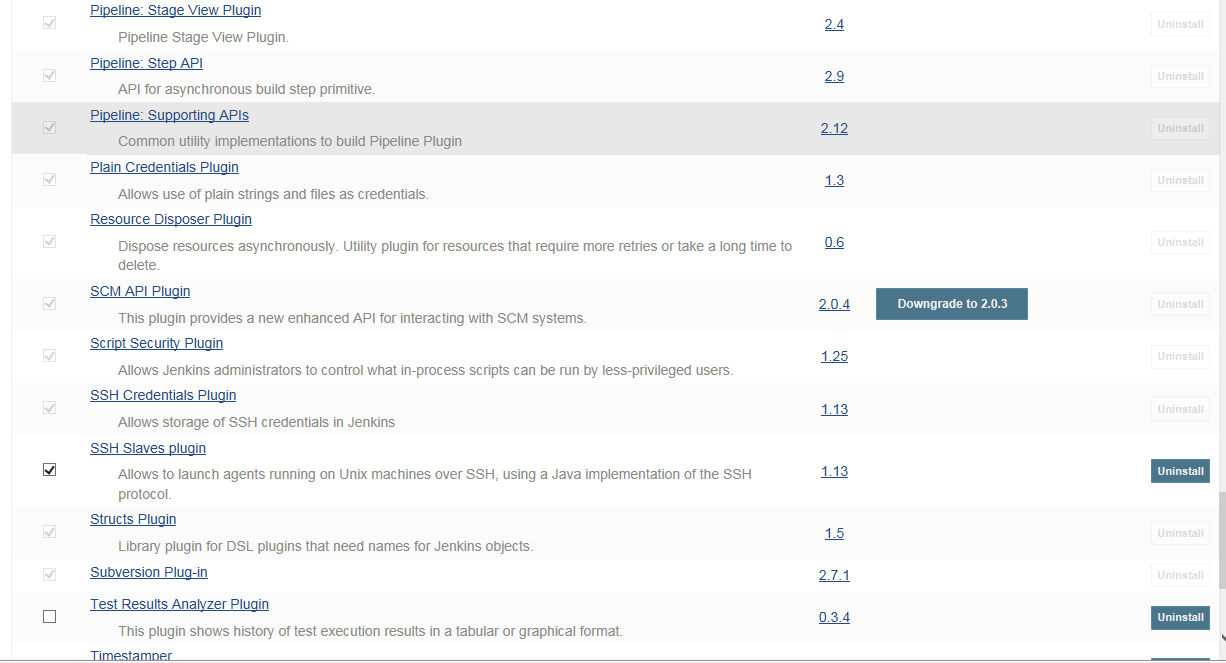 Pipeline: Stage View Plugin
Pipeline Stage View Plugin.
2.4
Uninstall
Pipeline: Step API
API for asynchronous build step primitive.
2.9
Uninstall
Pipeline: Supporting APIs
Common utility implementations to build Pipeline Plugin
2.12
Uninstall
Plain Credentials Plugin
Allows use of plain strings and files as credentials.
1.3
Uninstall
Resource Disposer Plugin
Dispose resources asynchronously. Utility plugin for resources that require more retries or take a long time to
delete.
0.6
Uninstall
SCM API Plugin
This plugin provides a new enhanced API for interacting with SCM systems.
2.0.4
Downgrade to 2.0.3
Uninstall
Script Security Plugin
Allows Jenkins administrators to control what in-process scripts can be run by less-privileged users.
1.25
Uninstall
SSH Credentials Plugin
Allows storage of SSH credentials in Jenkins
1.13
Uninstall
SSH Slaves plugin
Allows to launch agents running on Unix machines over SSH, using a Java implementation of the SSH
protocol.
1.13
Uninstall
Structs Plugin
Library plugin for DSL plugins that need names for Jenkins objects.
1.5
Uninstall
Subversion Plug-in
2.7.1
Uninstall
Test Results Analyzer Plugin
This plugin shows history of test execution results in a tabular or graphical format.
0.3.4
Uninstall
Timestamper